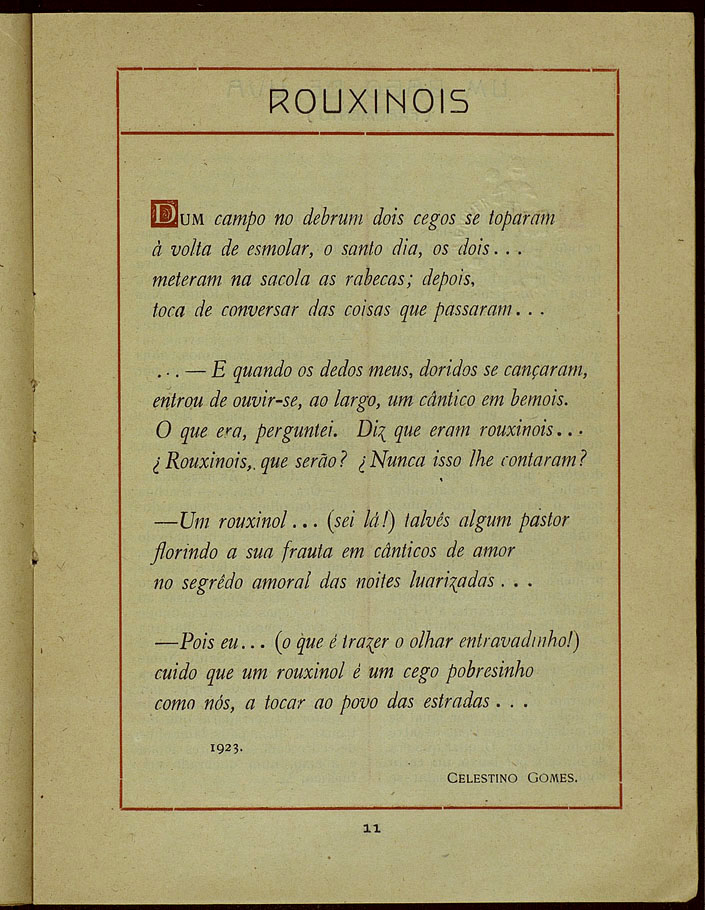 ROUXINOIS
DUM campo no debrum dois cegos se toparam
à volta de esmolar, o santo dia, os dois . . .
meteram na sacola as rabecas; depois,
toca de conversar das coisas que passaram . . .
. . . — E quando os dedos meus, doridos se cançaram,
entrou de ouvir-se, ao largo, um cântico em bemois.
O que era, perguntei. Diz que eram rouxinois . . .
¿Rouxinois, que serão? ¿Nunca isso lhe contaram?
—Um rouxinol . . . (sei lá!) talvés algum pastor
florindo a sua frauta em cânticos de amor
no segrêdo amoral das noites luarizadas . . .
—Pois eu . . . (o que é trazer o olhar entravadinho!)
cuido que um rouxinol é um cego pobresinho
como nós, a tocar ao povo das estradas . . .
1923.
CELESTINO GOMES.
11